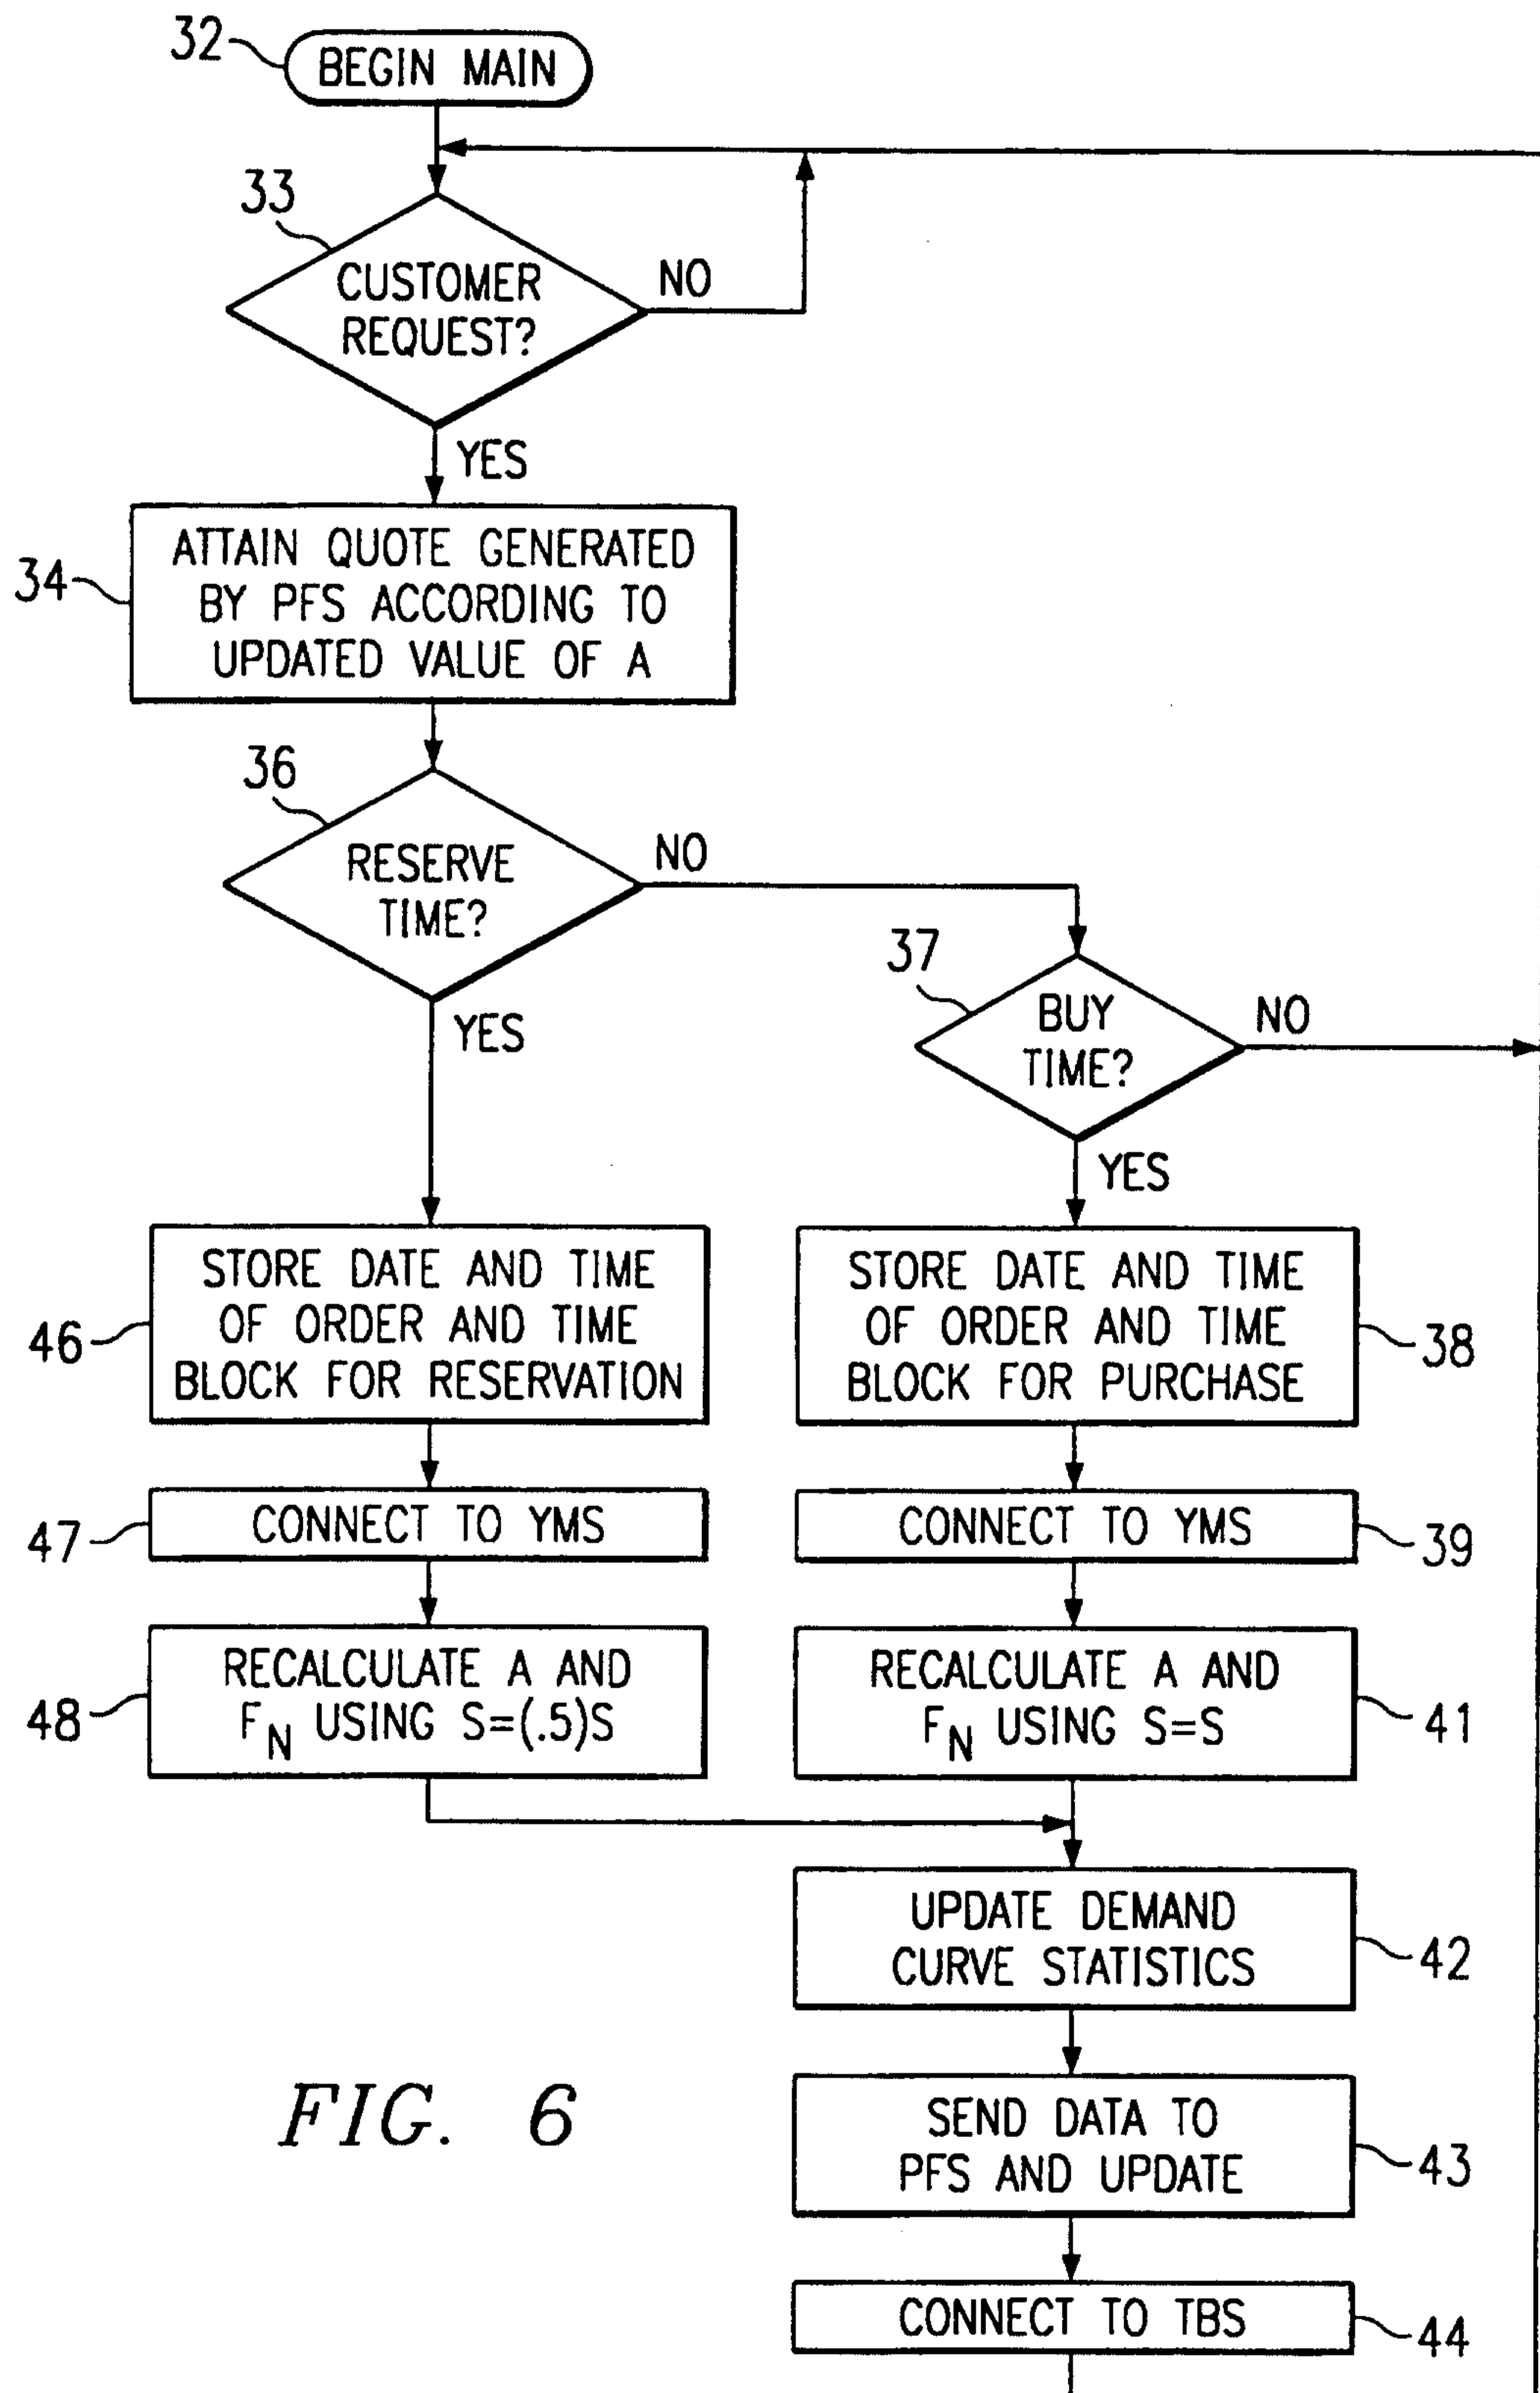 32
BEGIN MAIN
33
CUSTOMER
REQUEST?
NO
YES
34
ATTAIN QUOTE GENERATED
BY PFS ACCORDING TO
UPDATED VALUE OF A
36
RESERVE
TIME?
NO
YES
37
BUY
TIME?
NO
YES
46
STORE DATE AND TIME
OF ORDER AND TIME
BLOCK FOR RESERVATION
STORE DATE AND TIME
OF ORDER AND TIME
BLOCK FOR PURCHASE
38
47
CONNECT TO YMS
CONNECT TO YMS
39
48
RECALCULATE A AND
FN USING S=(.5)S
RECALCULATE A AND
FN USING S=S
41
UPDATE DEMAND
CURVE STATISTICS
42
SEND DATA TO
PFS AND UPDATE
43
CONNECT TO TBS
44
FIG. 6